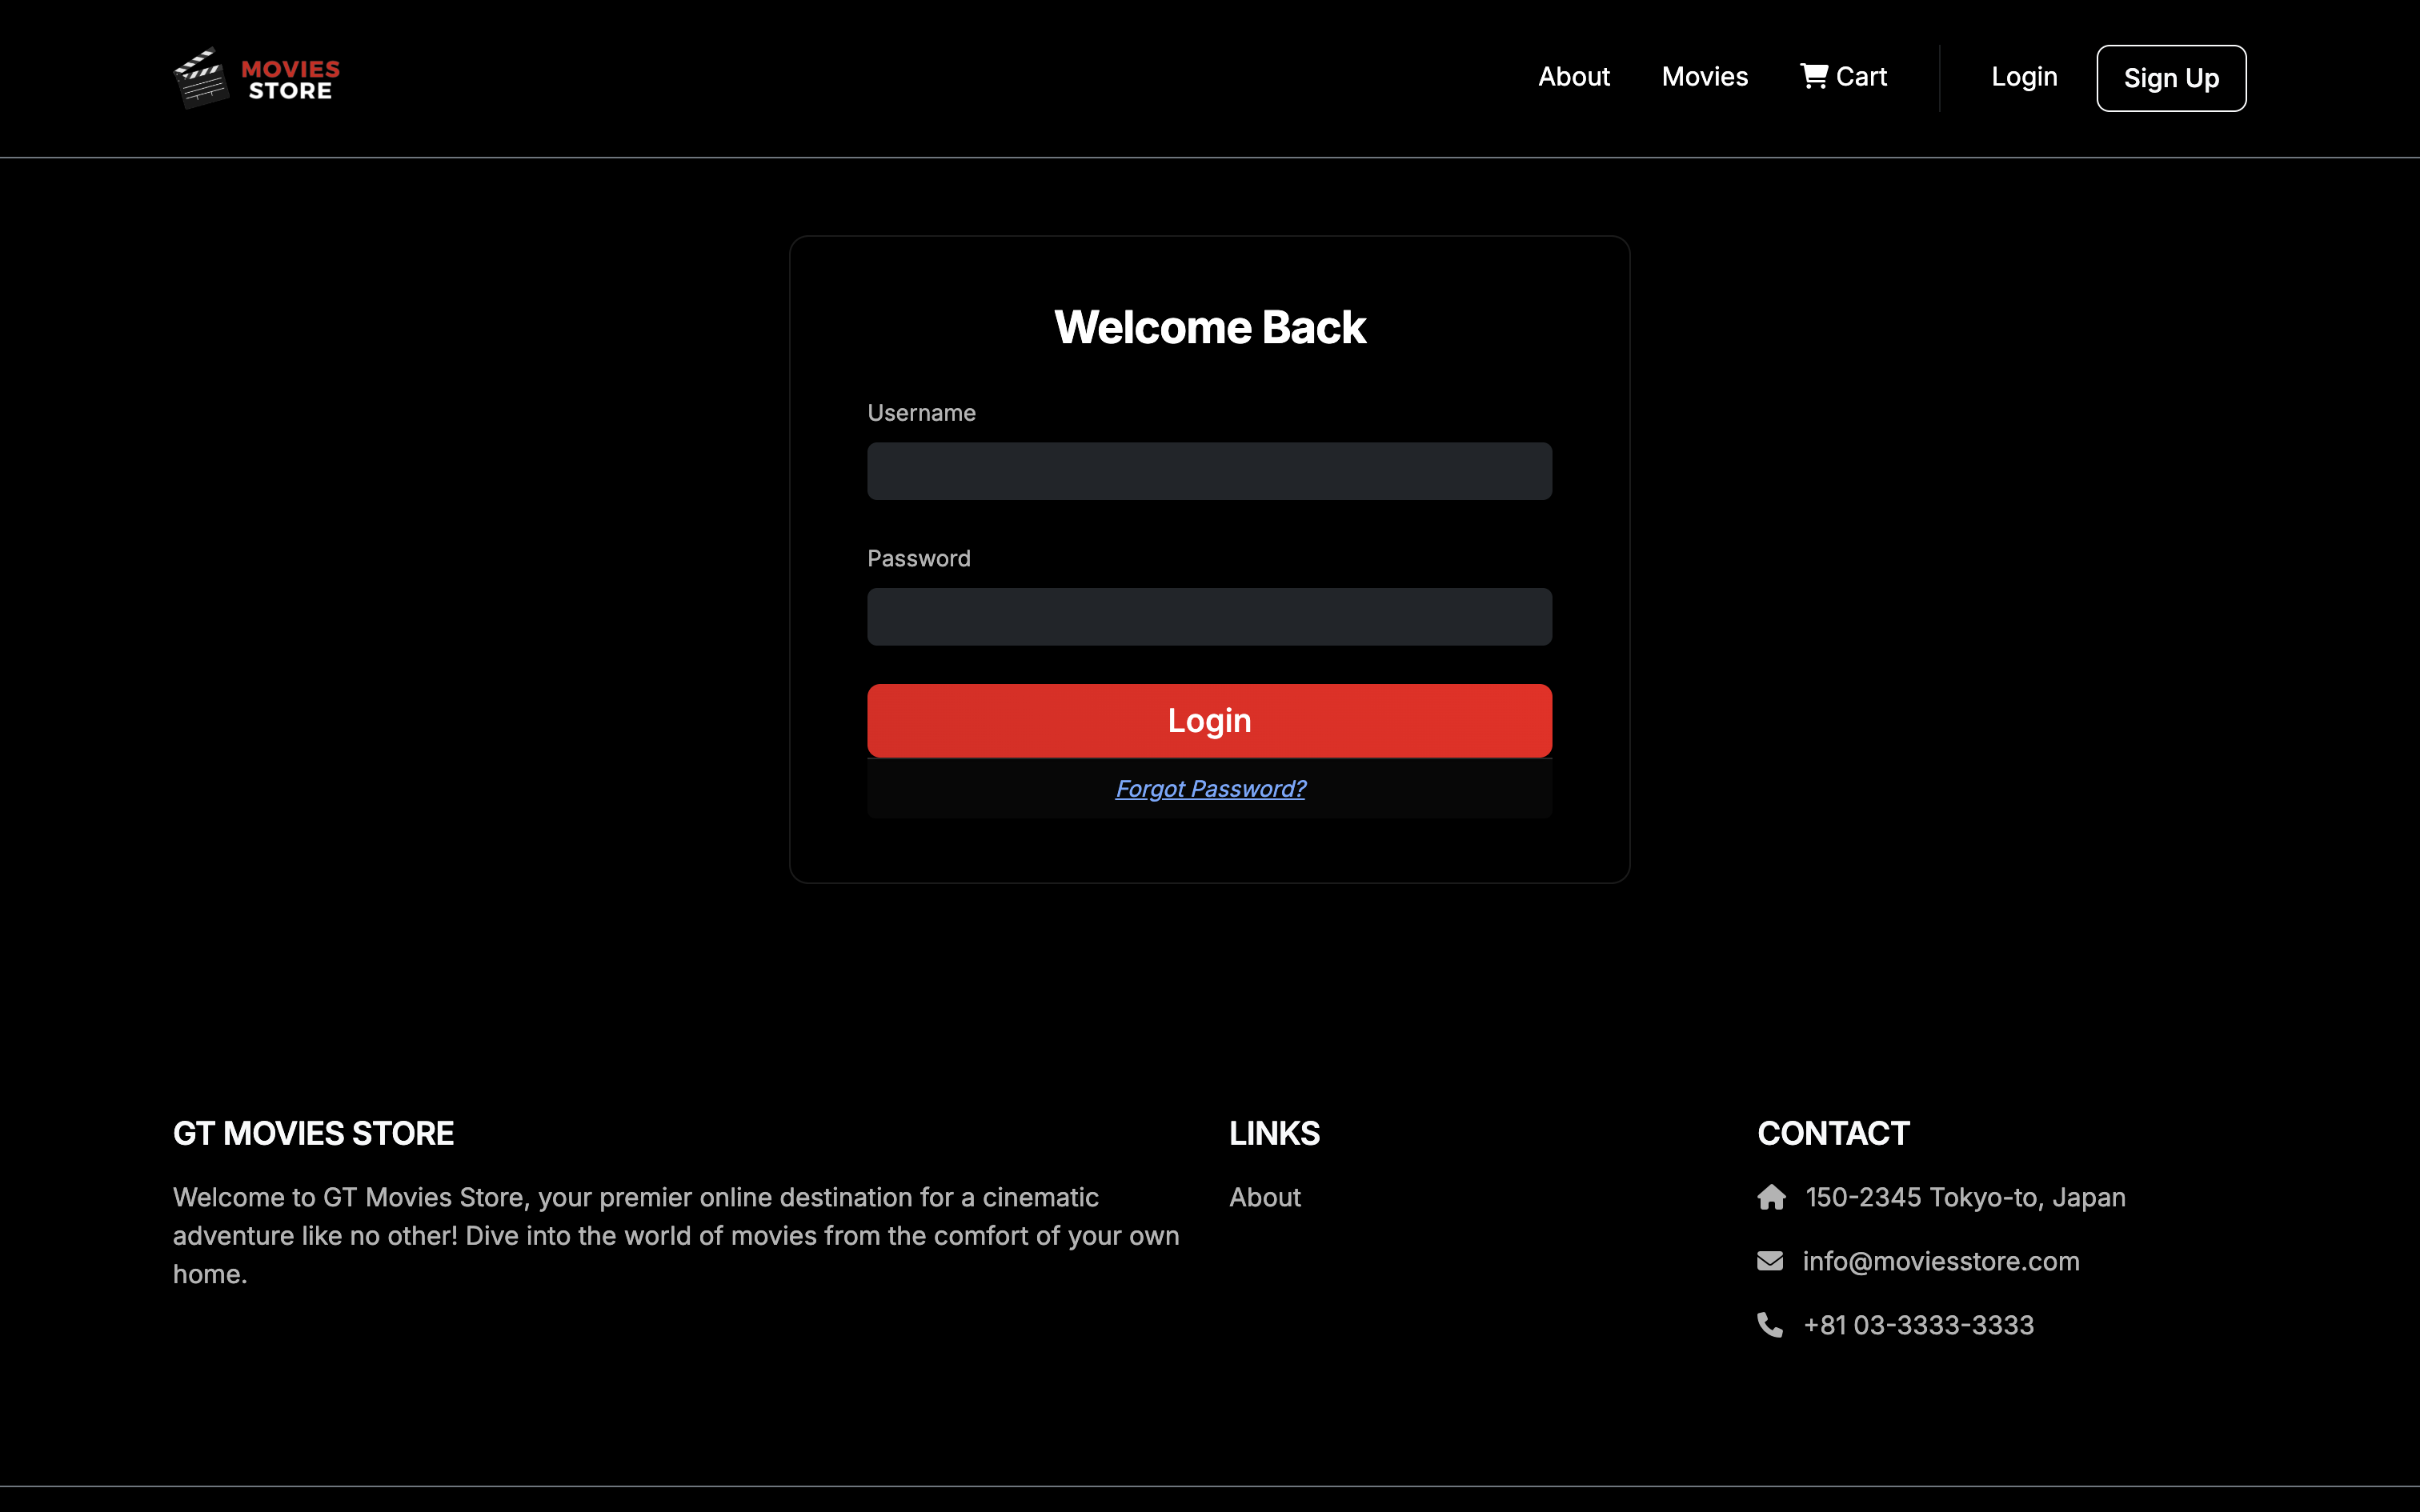 MOVIES
STORE
About
Movies
Cart
Login
Sign Up
Welcome Back
Username
Password
Login
Forgot Password?
GT MOVIES STORE
Welcome to GT Movies Store, your premier online destination for a cinematic
adventure like no other! Dive into the world of movies from the comfort of your own
home.
LINKS
About
CONTACT
150-2345 Tokyo-to, Japan
info@moviesstore.com
+81 03-3333-3333